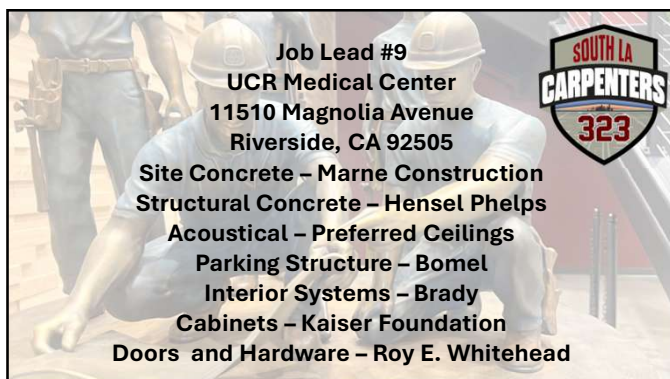 Job Lead #9
UCR Medical Center
11510 Magnolia Avenue
Riverside, CA 92505
Site Concrete – Marne Construction
Structural Concrete – Hensel Phelps
Acoustical – Preferred Ceilings
Parking Structure – Bomel
Interior Systems – Brady
Cabinets – Kaiser Foundation
Doors  and Hardware – Roy E. Whitehead
SOUTH LA
CARPENTERS
323